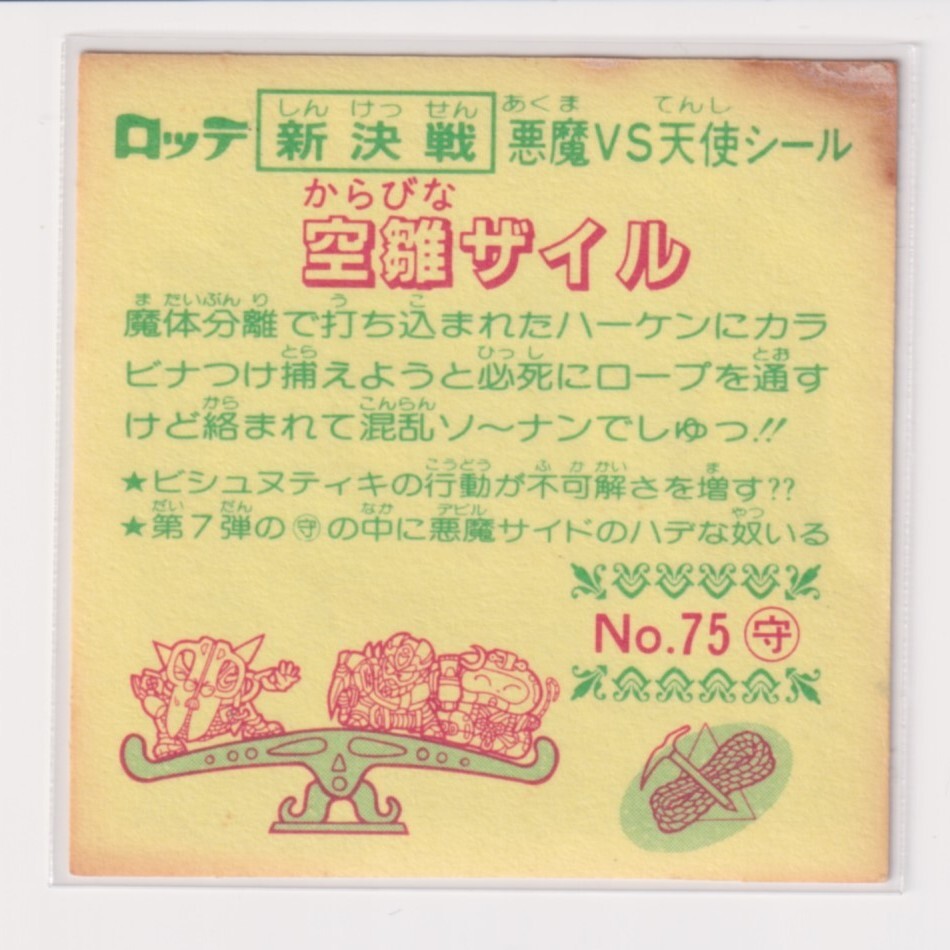 しん けっ せん あくま てんし
ロッテ 新決戦 悪魔VS天使シール
からびな
空雛ザイル
ま たいぶん り う こ
魔体分離で打ち込まれたハーケンにカラ
とら ひっし とお
ビナつけ捕えようと必死にロープを通す
から こんらん
けど絡まれて混乱ソ〜ナンでしゅっ!!
こうどう ふ か かい ま
★ビシュヌティキの行動が不可解さを増す??
だい だん なか デビル やつ
★第7弾の㊪の中に悪魔サイドのハデな奴いる
No.75 守